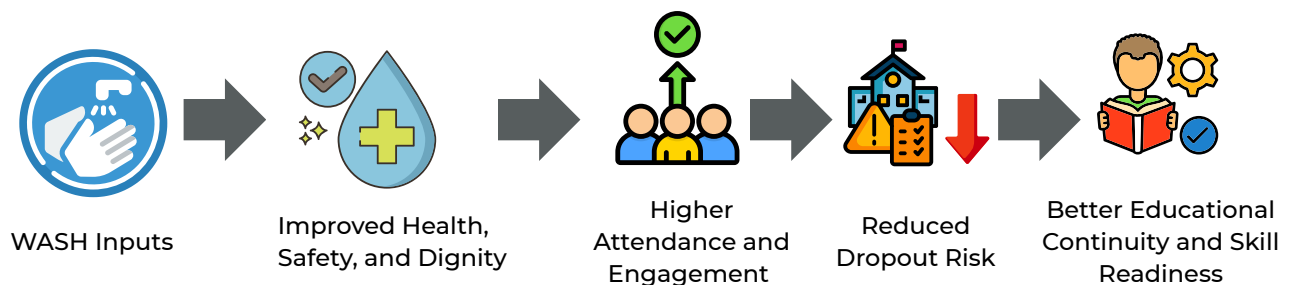 WASH Inputs
Improved Health,
Safety, and Dignity
Higher
Attendance and
Engagement
Reduced
Dropout Risk
Better Educational
Continuity and Skill
Readiness